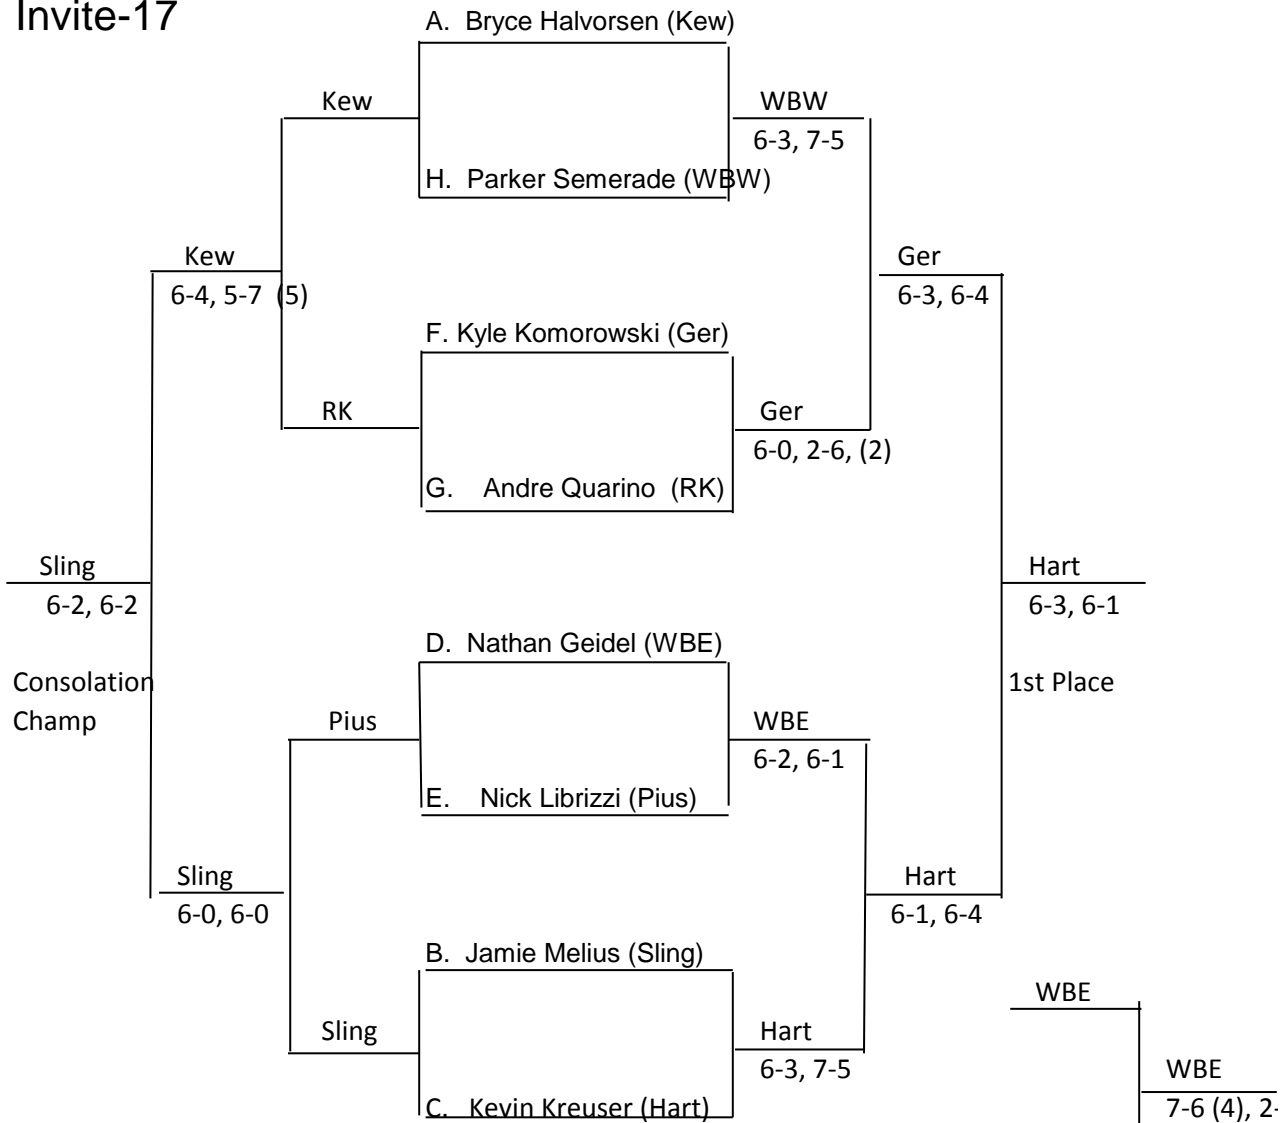 Invite-17
A. Bryce Halvorsen (Kew)
Kew
WBW
6-3, 7-5
H. Parker Semerade (WBW)
Kew
6-4, 5-7 (5)
Ger
6-3, 6-4
F. Kyle Komorowski (Ger)
RK
Ger
6-0, 2-6, (2)
G. Andre Quarino (RK)
Sling
6-2, 6-2
Hart
6-3, 6-1
D. Nathan Geidel (WBE)
Consolation
Champ
1st Place
Pius
WBE
6-2, 6-1
E. Nick Librizzi (Pius)
Sling
6-0, 6-0
Hart
6-1, 6-4
B. Jamie Melius (Sling)
WBE
Sling
Hart
6-3, 7-5
WBE
7-6 (4), 2-
C. Kevin Kreuser (Hart)